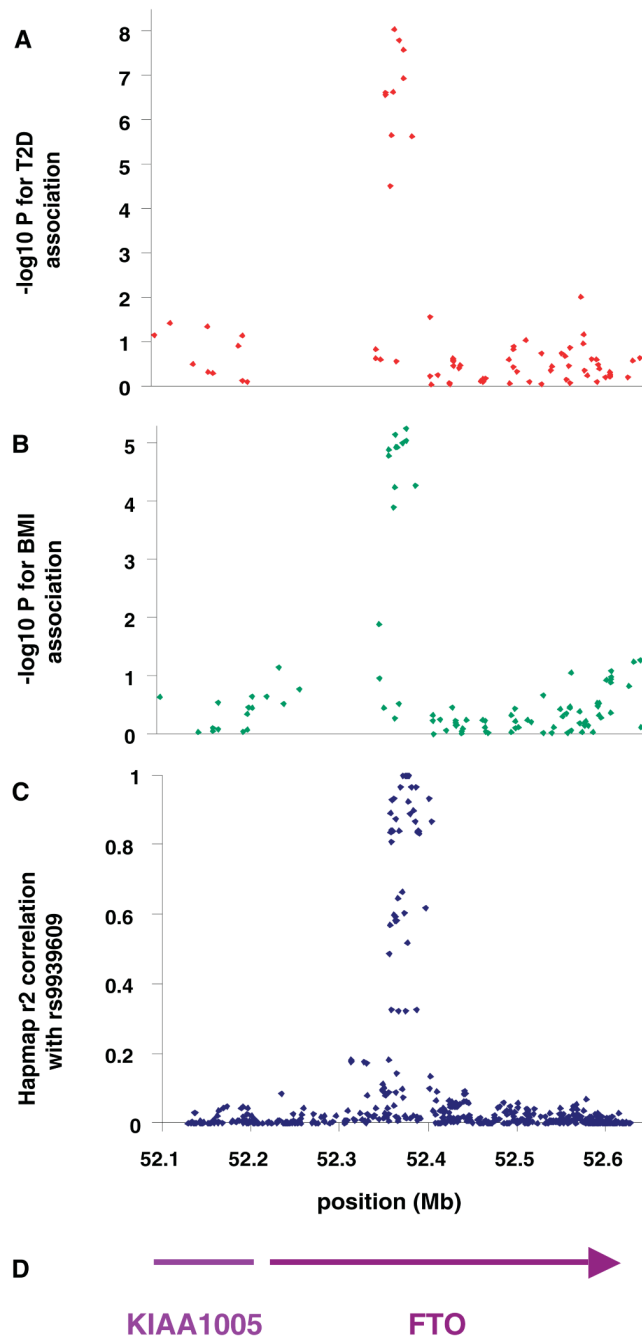 A
8
7
6
5
4
3
2
1
0
-log10 P for T2D
association
B
5
4
3
2
1
0
-log10 P for BMI
association
C
1
0.8
0.6
0.4
0.2
0
Hapmap r2 correlation
with rs9939609
52.1 52.2 52.3 52.4 52.5 52.6
position (Mb)
D
KIAA1005 FTO